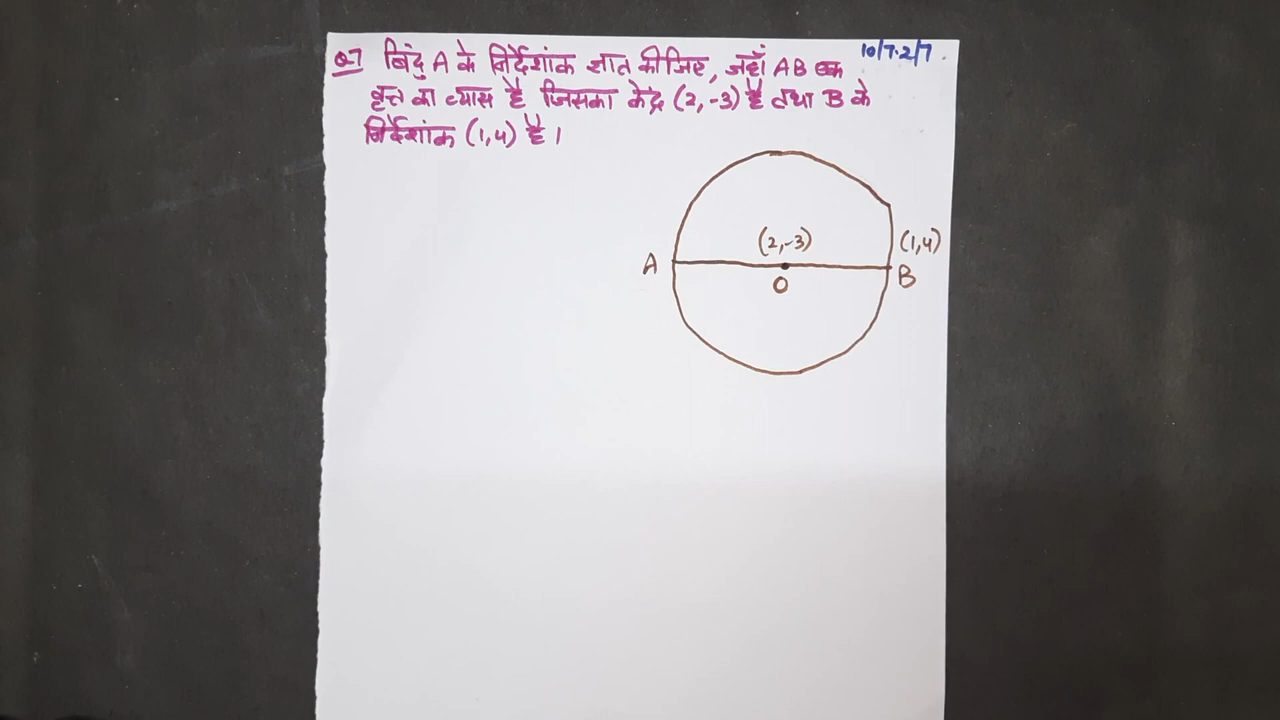 Q7 बिंदु A के निर्देशांक ज्ञात कीजिए, जहाँ AB एक
10/7.2/7
वृत्त का व्यास है जिसका केंद्र (2,-3) है तथा B के
निर्देशांक (1,4) है।
(2,-3)
(1,4)
A
B
O